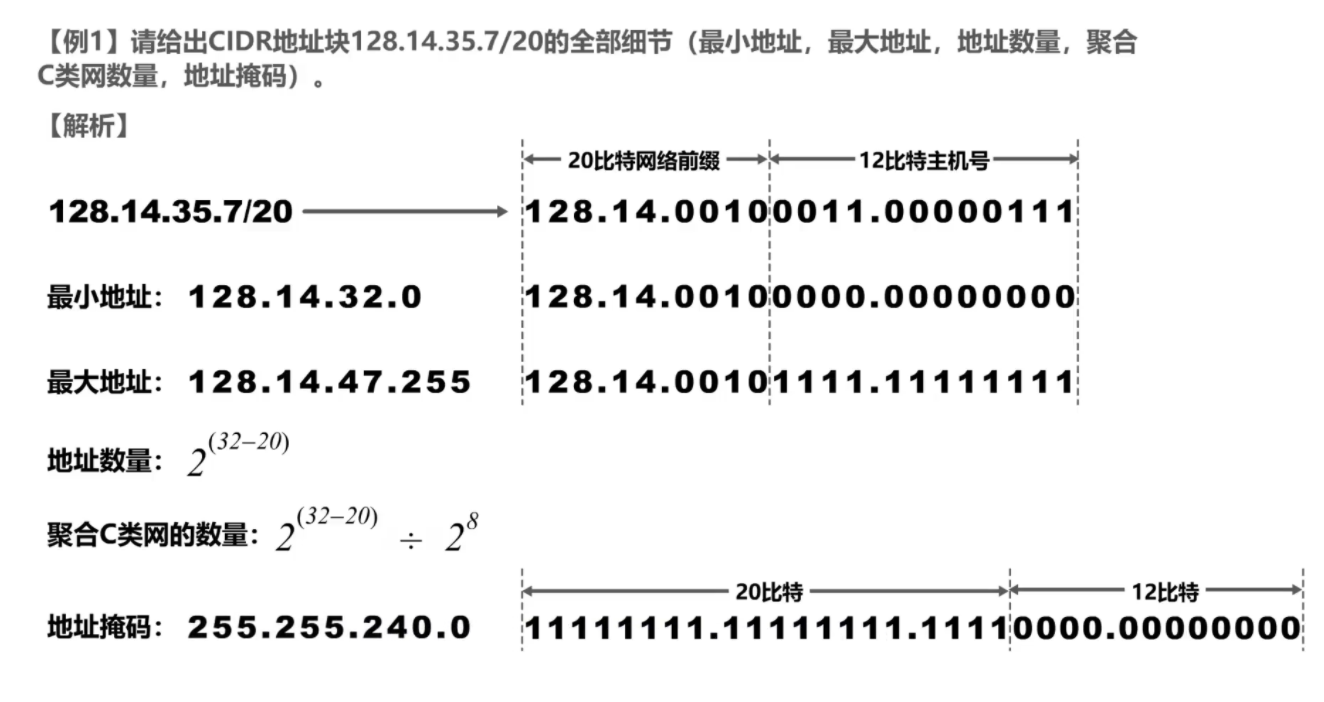 【例1】请给出CIDR地址块128.14.35.7/20的全部细节（最小地址，最大地址，地址数量，聚合
C类网数量，地址掩码）。
【解析】
20比特网络前缀 12比特主机号
128.14.35.7/20 128.14.00100011.00000111
最小地址： 128.14.32.0 128.14.00100000.00000000
最大地址： 128.14.47.255 128.14.00101111.11111111
地址数量： 2^(32–20)
聚合C类网的数量： 2^(32–20) ÷ 2^8
20比特 12比特
地址掩码： 255.255.240.0 11111111.11111111.11110000.00000000